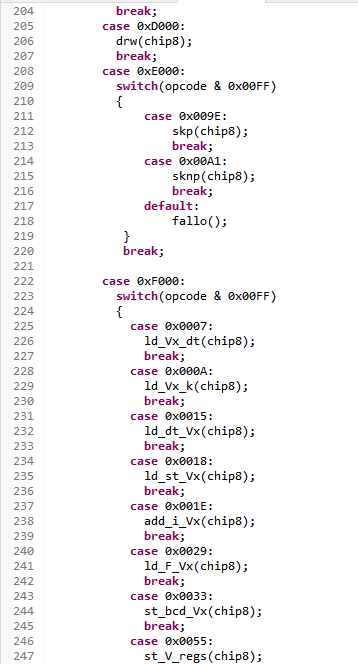 204 break;
205 case 0xD000:
206 drw(chip8);
207 break;
208 case 0xE000:
209 switch(opcode & 0x00FF)
210 {
211 case 0x009E:
212 skp(chip8);
213 break;
214 case 0x00A1:
215 sknp(chip8);
216 break;
217 default:
218 fallo();
219 }
220 break;
221
222 case 0xF000:
223 switch(opcode & 0x00FF)
224 {
225 case 0x0007:
226 ld_Vx_dt(chip8);
227 break;
228 case 0x000A:
229 ld_Vx_k(chip8);
230 break;
231 case 0x0015:
232 ld_dt_Vx(chip8);
233 break;
234 case 0x0018:
235 ld_st_Vx(chip8);
236 break;
237 case 0x001E:
238 add_i_Vx(chip8);
239 break;
240 case 0x0029:
241 ld_F_Vx(chip8);
242 break;
243 case 0x0033:
244 st_bcd_Vx(chip8);
245 break;
246 case 0x0055:
247 st_V_regs(chip8);